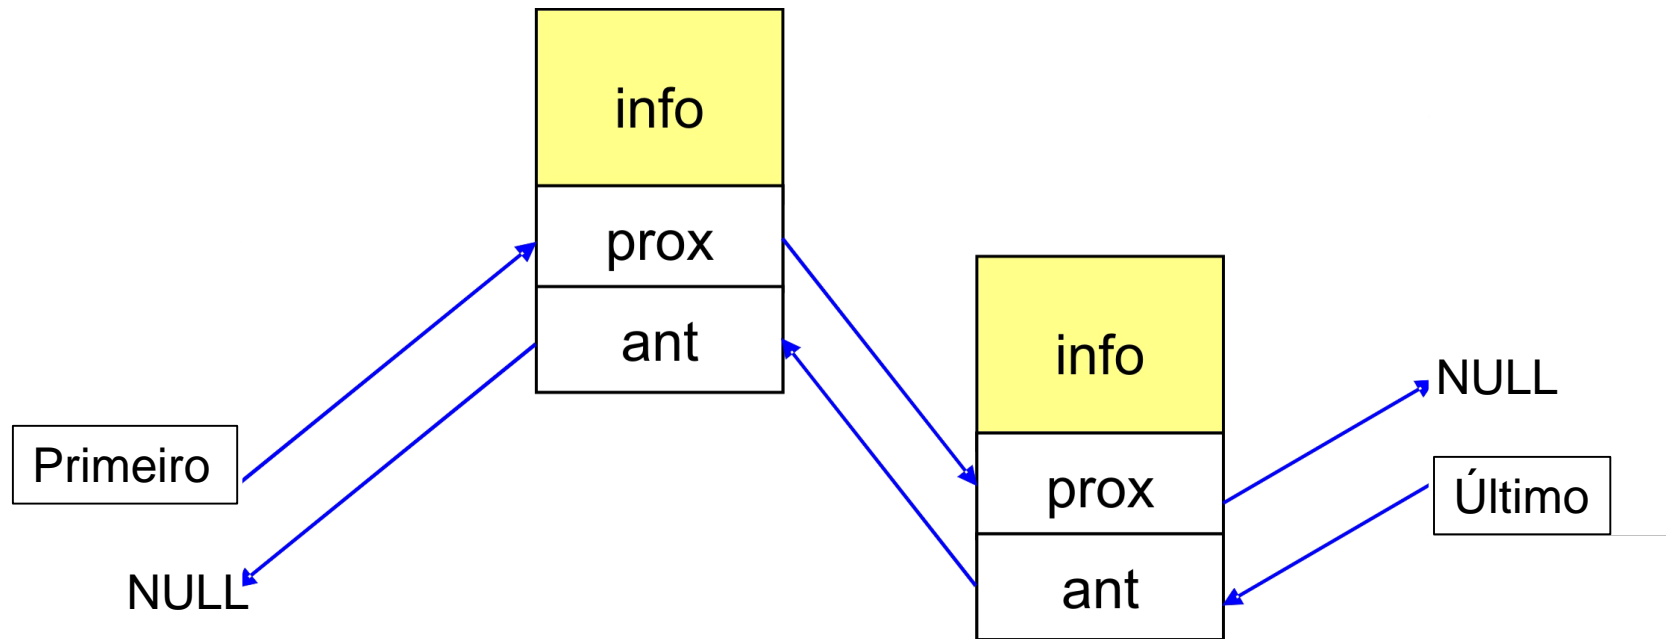 info
prox
ant
Primeiro
NULL
info
prox
ant
NULL
Último